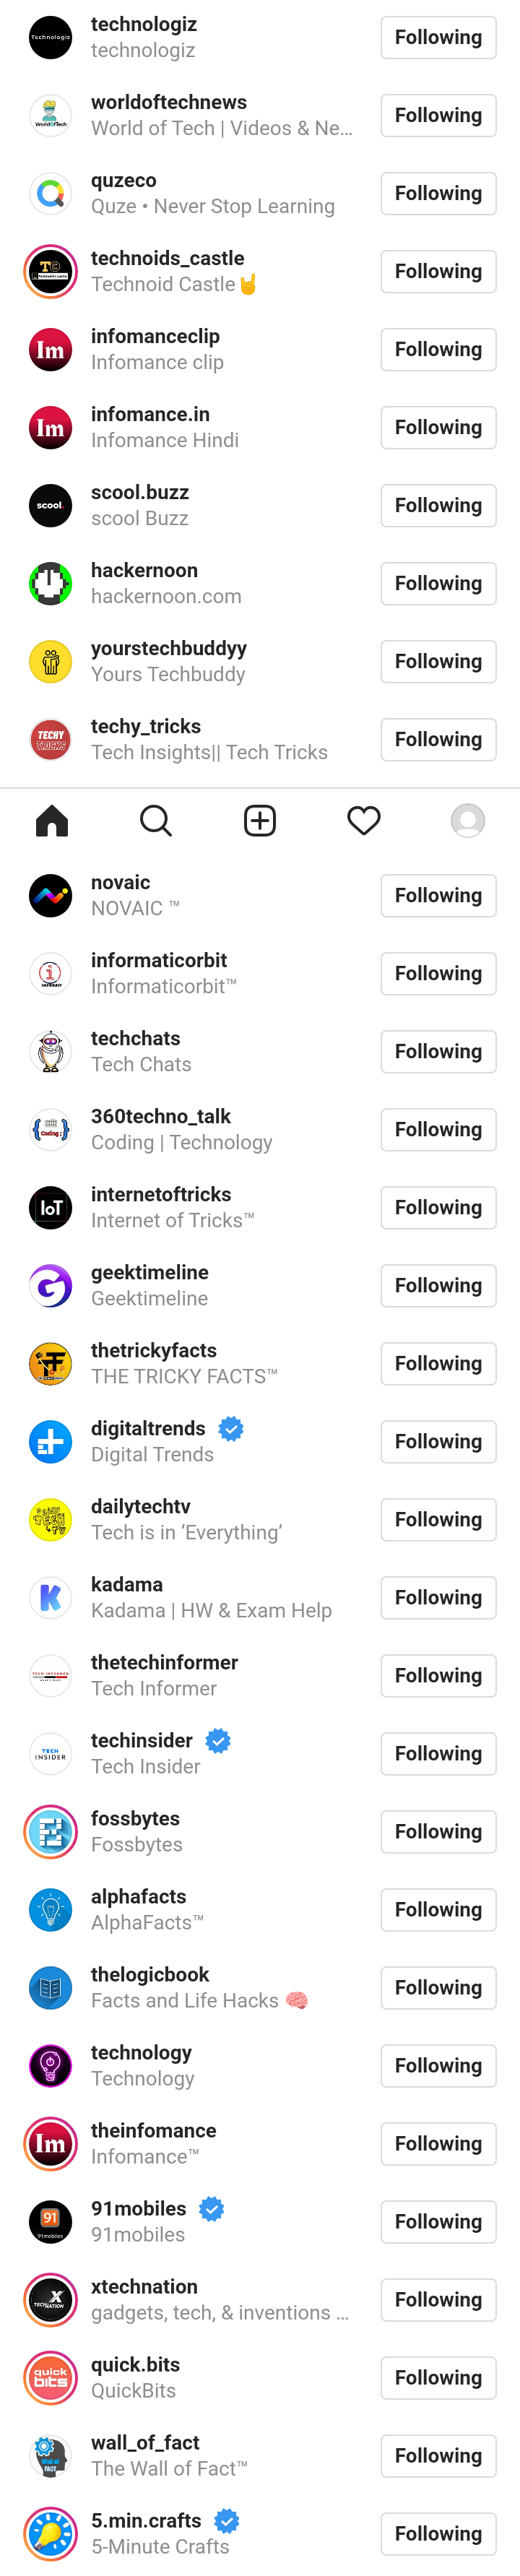 technologiz
technologiz
Following
worldoftechnews
World of Tech | Videos & Ne...
Following
quzeco
Quze • Never Stop Learning
Following
technoids_castle
Technoid Castle🤘
Following
Im
infomanceclip
Infomance clip
Following
Im
infomance.in
Infomance Hindi
Following
scool.
scool.buzz
scool Buzz
Following
hackernoon
hackernoon.com
Following
yourstechbuddyy
Yours Techbuddy
Following
TECHY
TRICKS
techy_tricks
Tech Insights|| Tech Tricks
Following
novaic
NOVAIC ™
Following
informaticorbit
Informaticorbit™
Following
techchats
Tech Chats
Following
360techno_talk
Coding | Technology
Following
IoT
internetoftricks
Internet of Tricks™
Following
geektimeline
Geektimeline
Following
thetrickyfacts
THE TRICKY FACTS™
Following
digitaltrends
Digital Trends
Following
dailytechtv
Tech is in ‘Everything’
Following
K
kadama
Kadama | HW & Exam Help
Following
TECH INFORMER
thetechinformer
Tech Informer
Following
TECH
INSIDER
techinsider
Tech Insider
Following
fossbytes
Fossbytes
Following
alphafacts
AlphaFacts™
Following
thelogicbook
Facts and Life Hacks 🧠
Following
technology
Technology
Following
Im
theinfomance
Infomance™
Following
91
91mobiles
91mobiles
91mobiles
Following
X
TECHNATION
xtechnation
gadgets, tech, & inventions ...
Following
quick
bits
quick.bits
QuickBits
Following
Wall of
FACT
wall_of_fact
The Wall of Fact™
Following
5.min.crafts
5-Minute Crafts
Following